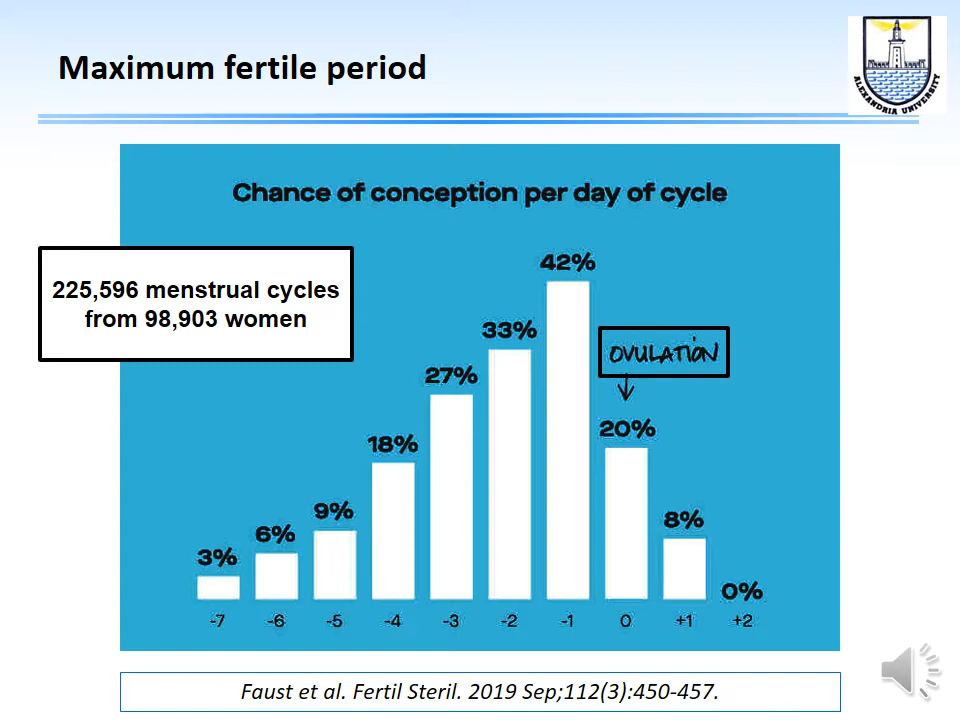 Maximum fertile period
ALEXANDRIA UNIVERSITY
Chance of conception per day of cycle
225,596 menstrual cycles
from 98,903 women
42%
33%
OVULATION
27%
20%
18%
9%
8%
6%
3%
0%
-7 -6 -5 -4 -3 -2 -1 0 +1 +2
Faust et al. Fertil Steril. 2019 Sep;112(3):450-457.